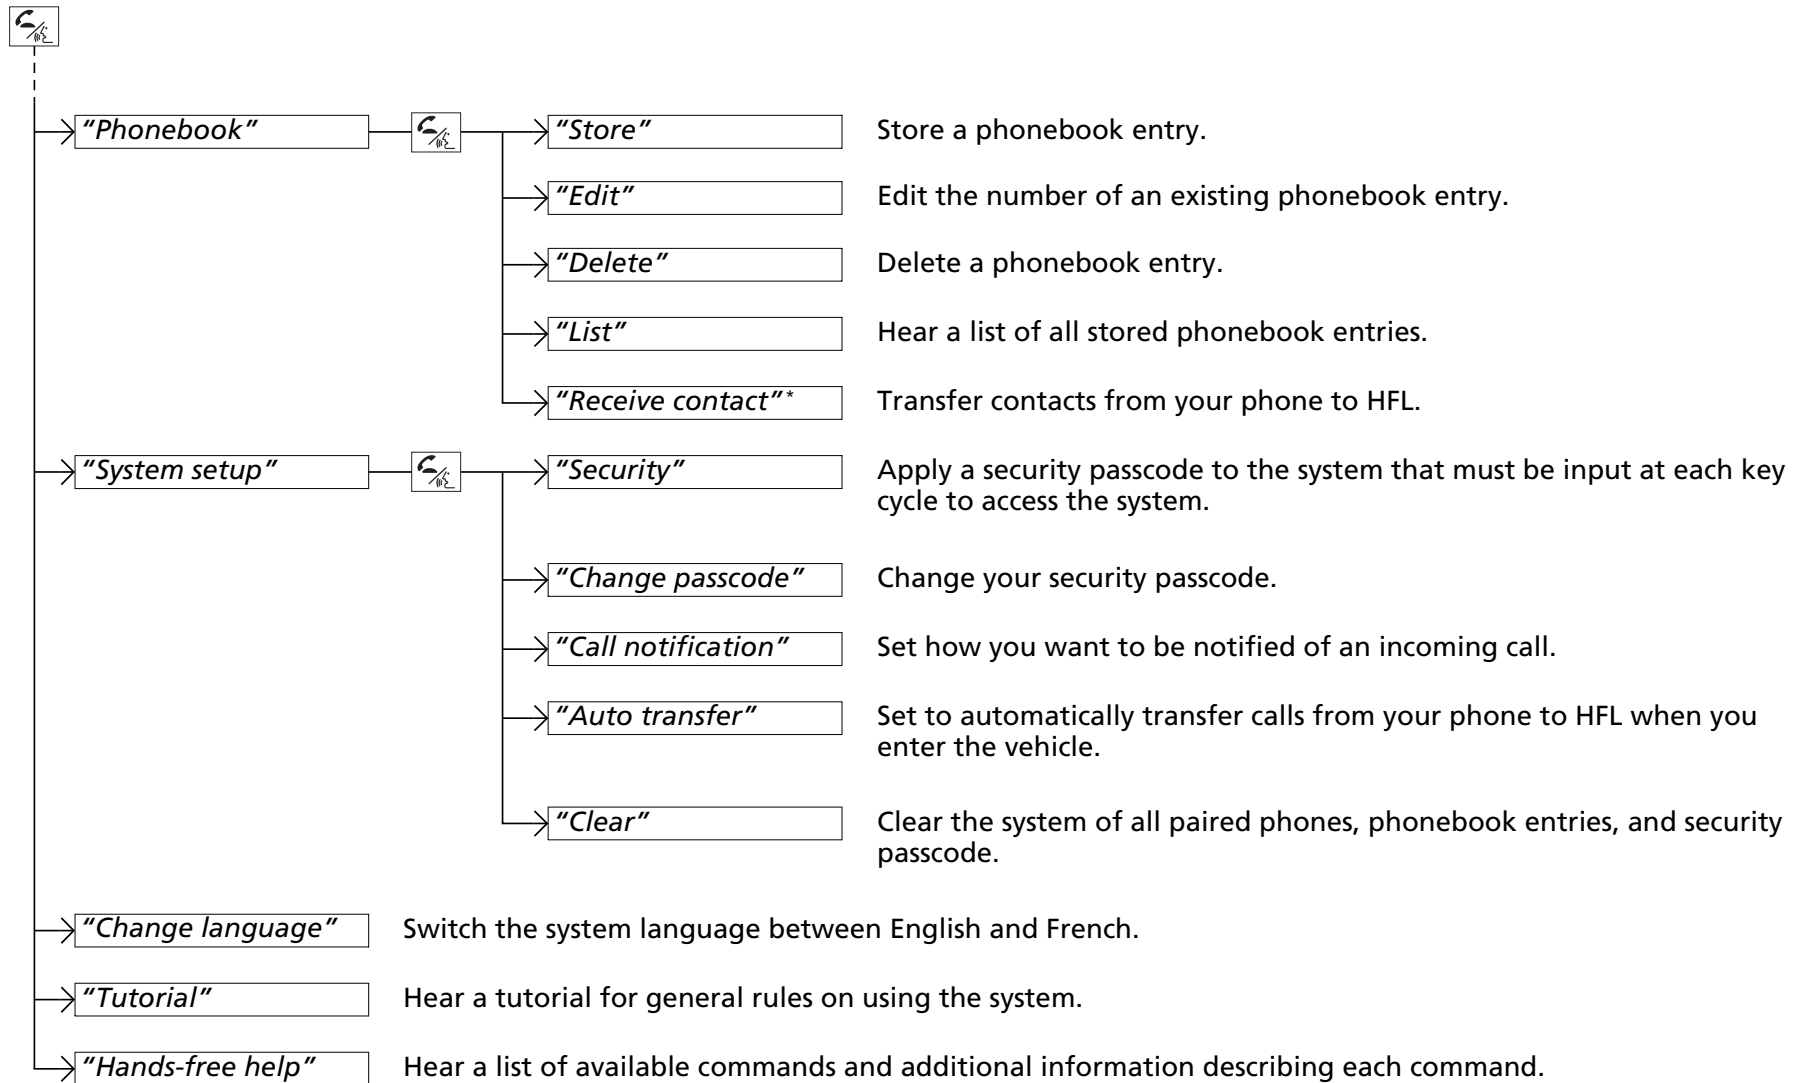 “Phonebook”
“Store”
Store a phonebook entry.
“Edit”
Edit the number of an existing phonebook entry.
“Delete”
Delete a phonebook entry.
“List”
Hear a list of all stored phonebook entries.
“Receive contact”*
Transfer contacts from your phone to HFL.
“System setup”
“Security”
Apply a security passcode to the system that must be input at each key
cycle to access the system.
“Change passcode”
Change your security passcode.
“Call notification”
Set how you want to be notified of an incoming call.
“Auto transfer”
Set to automatically transfer calls from your phone to HFL when you
enter the vehicle.
“Clear”
Clear the system of all paired phones, phonebook entries, and security
passcode.
“Change language”
Switch the system language between English and French.
“Tutorial”
Hear a tutorial for general rules on using the system.
“Hands-free help”
Hear a list of available commands and additional information describing each command.